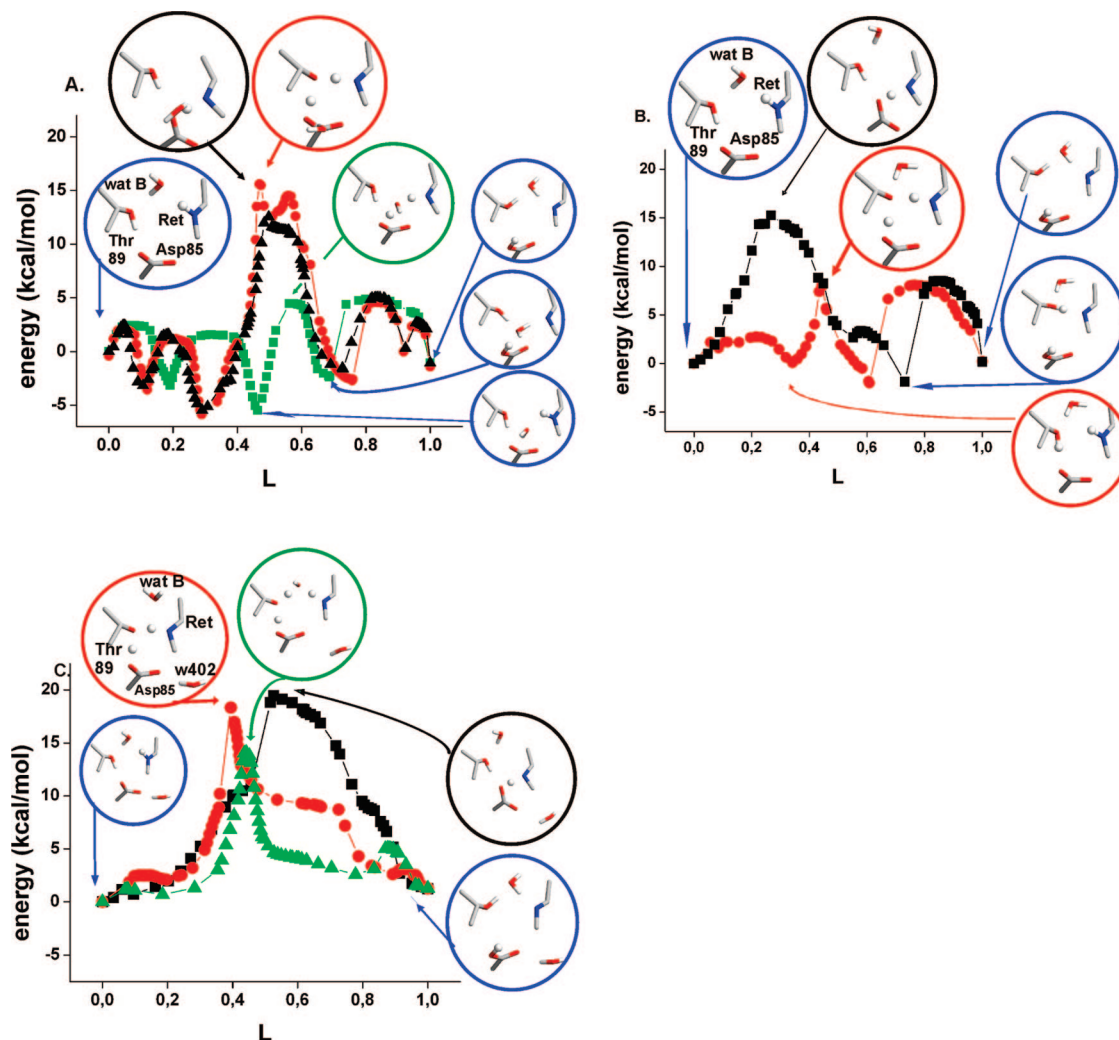 A.
energy (kcal/mol)
20
15
10
5
0
-5
0.0 0.2 0.4 0.6 0.8 1.0
L
wat B
Ret
Thr
89
Asp85
B.
energy (kcal/mol)
20
15
10
5
0
-5
0,0 0,2 0,4 0,6 0,8 1,0
L
wat B
Ret
Thr
89
Asp85
C.
energy (kcal/mol)
20
15
10
5
0
-5
0,0 0,2 0,4 0,6 0,8 1,0
L
wat B
Ret
Thr
89
w402
Asp85